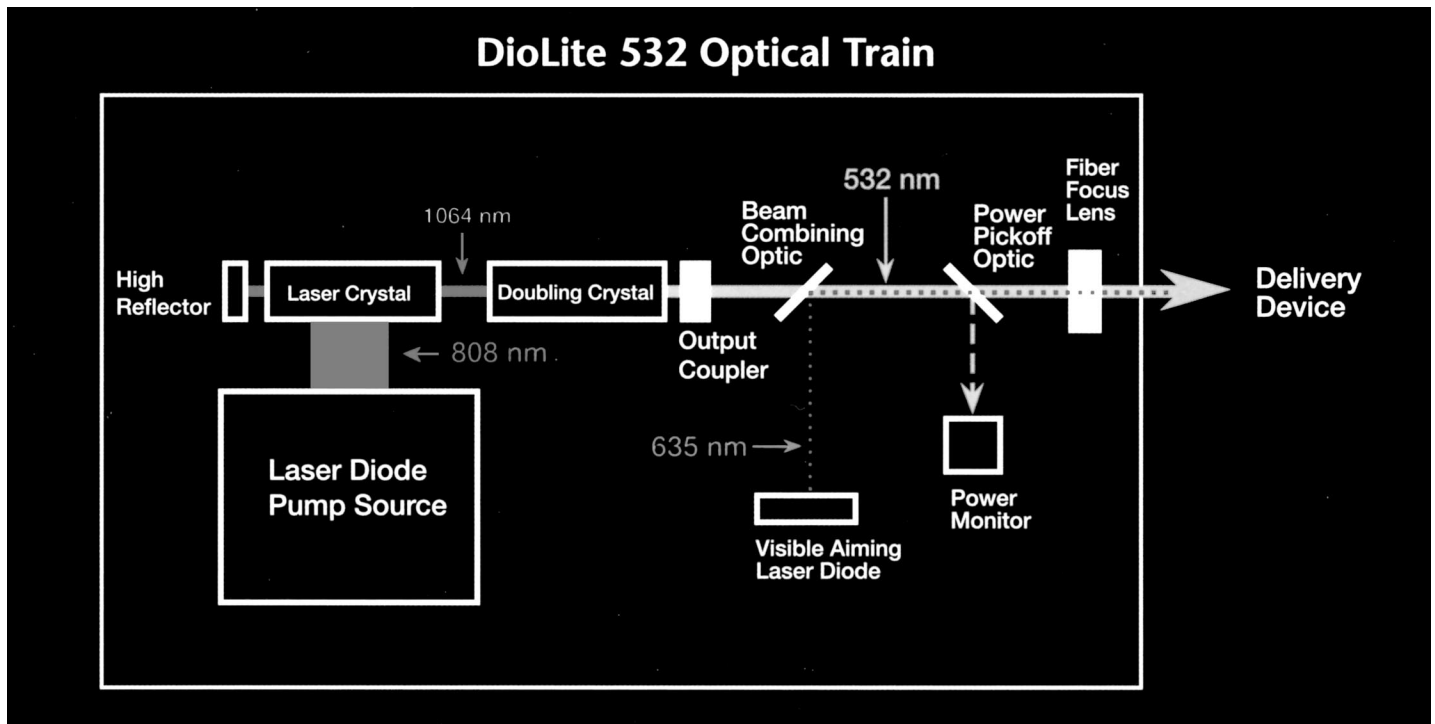 DioLite 532 Optical Train
Fiber
Focus
Lens
532 nm
1064 nm
Beam
Combining
Optic
Power
Pickoff
Optic
High
Reflector
Laser Crystal
Doubling Crystal
Delivery
Device
Output
Coupler
808 nm
635 nm
Laser Diode
Pump Source
Power
Monitor
Visible Aiming
Laser Diode